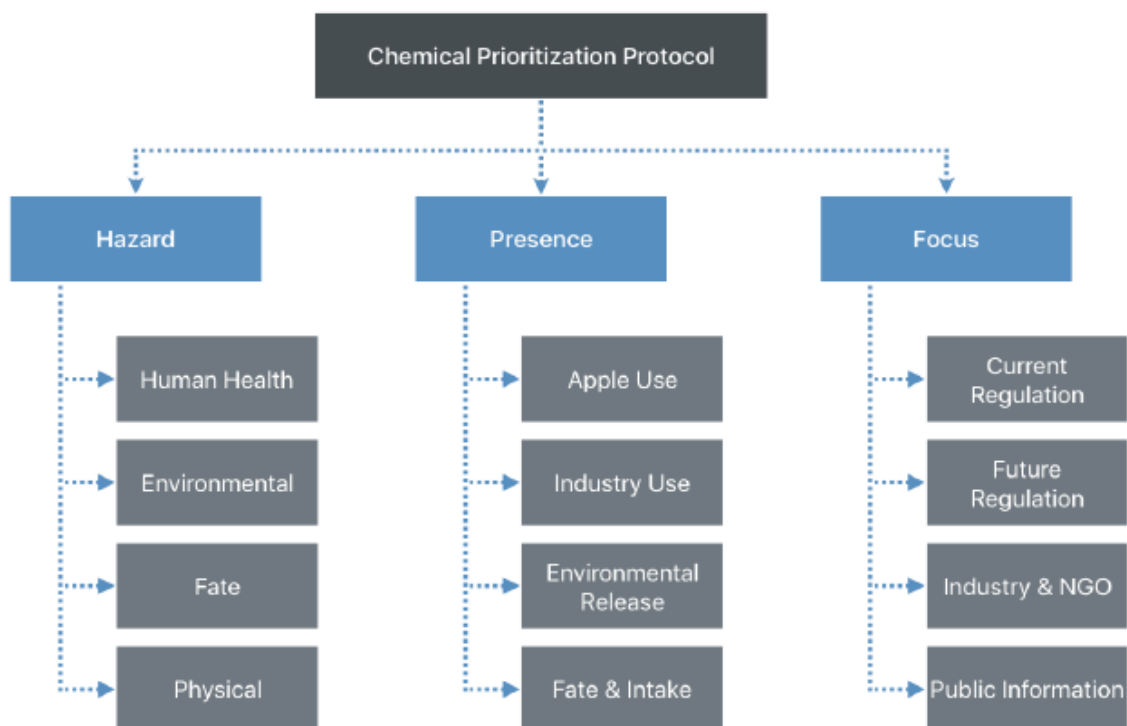 Chemical Prioritization Protocol
Hazard
Human Health
Environmental
Fate
Physical
Presence
Apple Use
Industry Use
Environmental
Release
Fate & Intake
Focus
Current
Regulation
Future
Regulation
Industry & NGO
Public Information